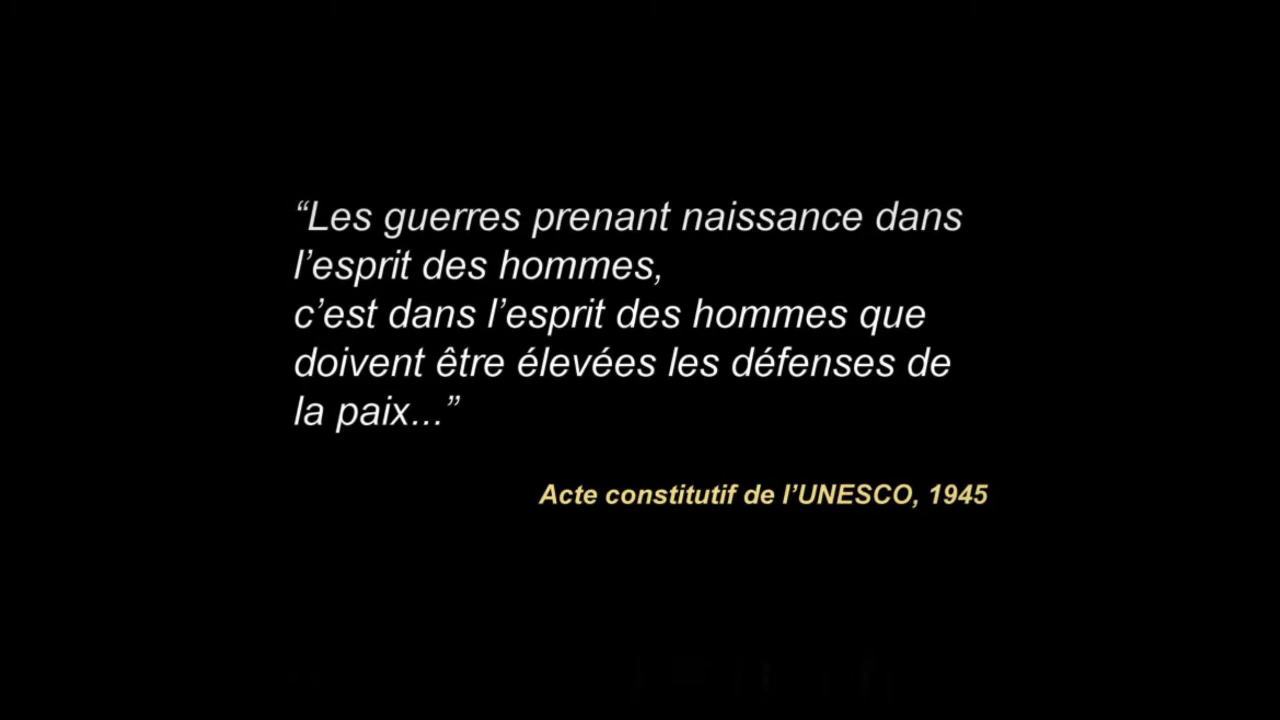 “Les guerres prenant naissance dans
l’esprit des hommes,
c’est dans l’esprit des hommes que
doivent être élevées les défenses de
la paix...”
Acte constitutif de l’UNESCO, 1945